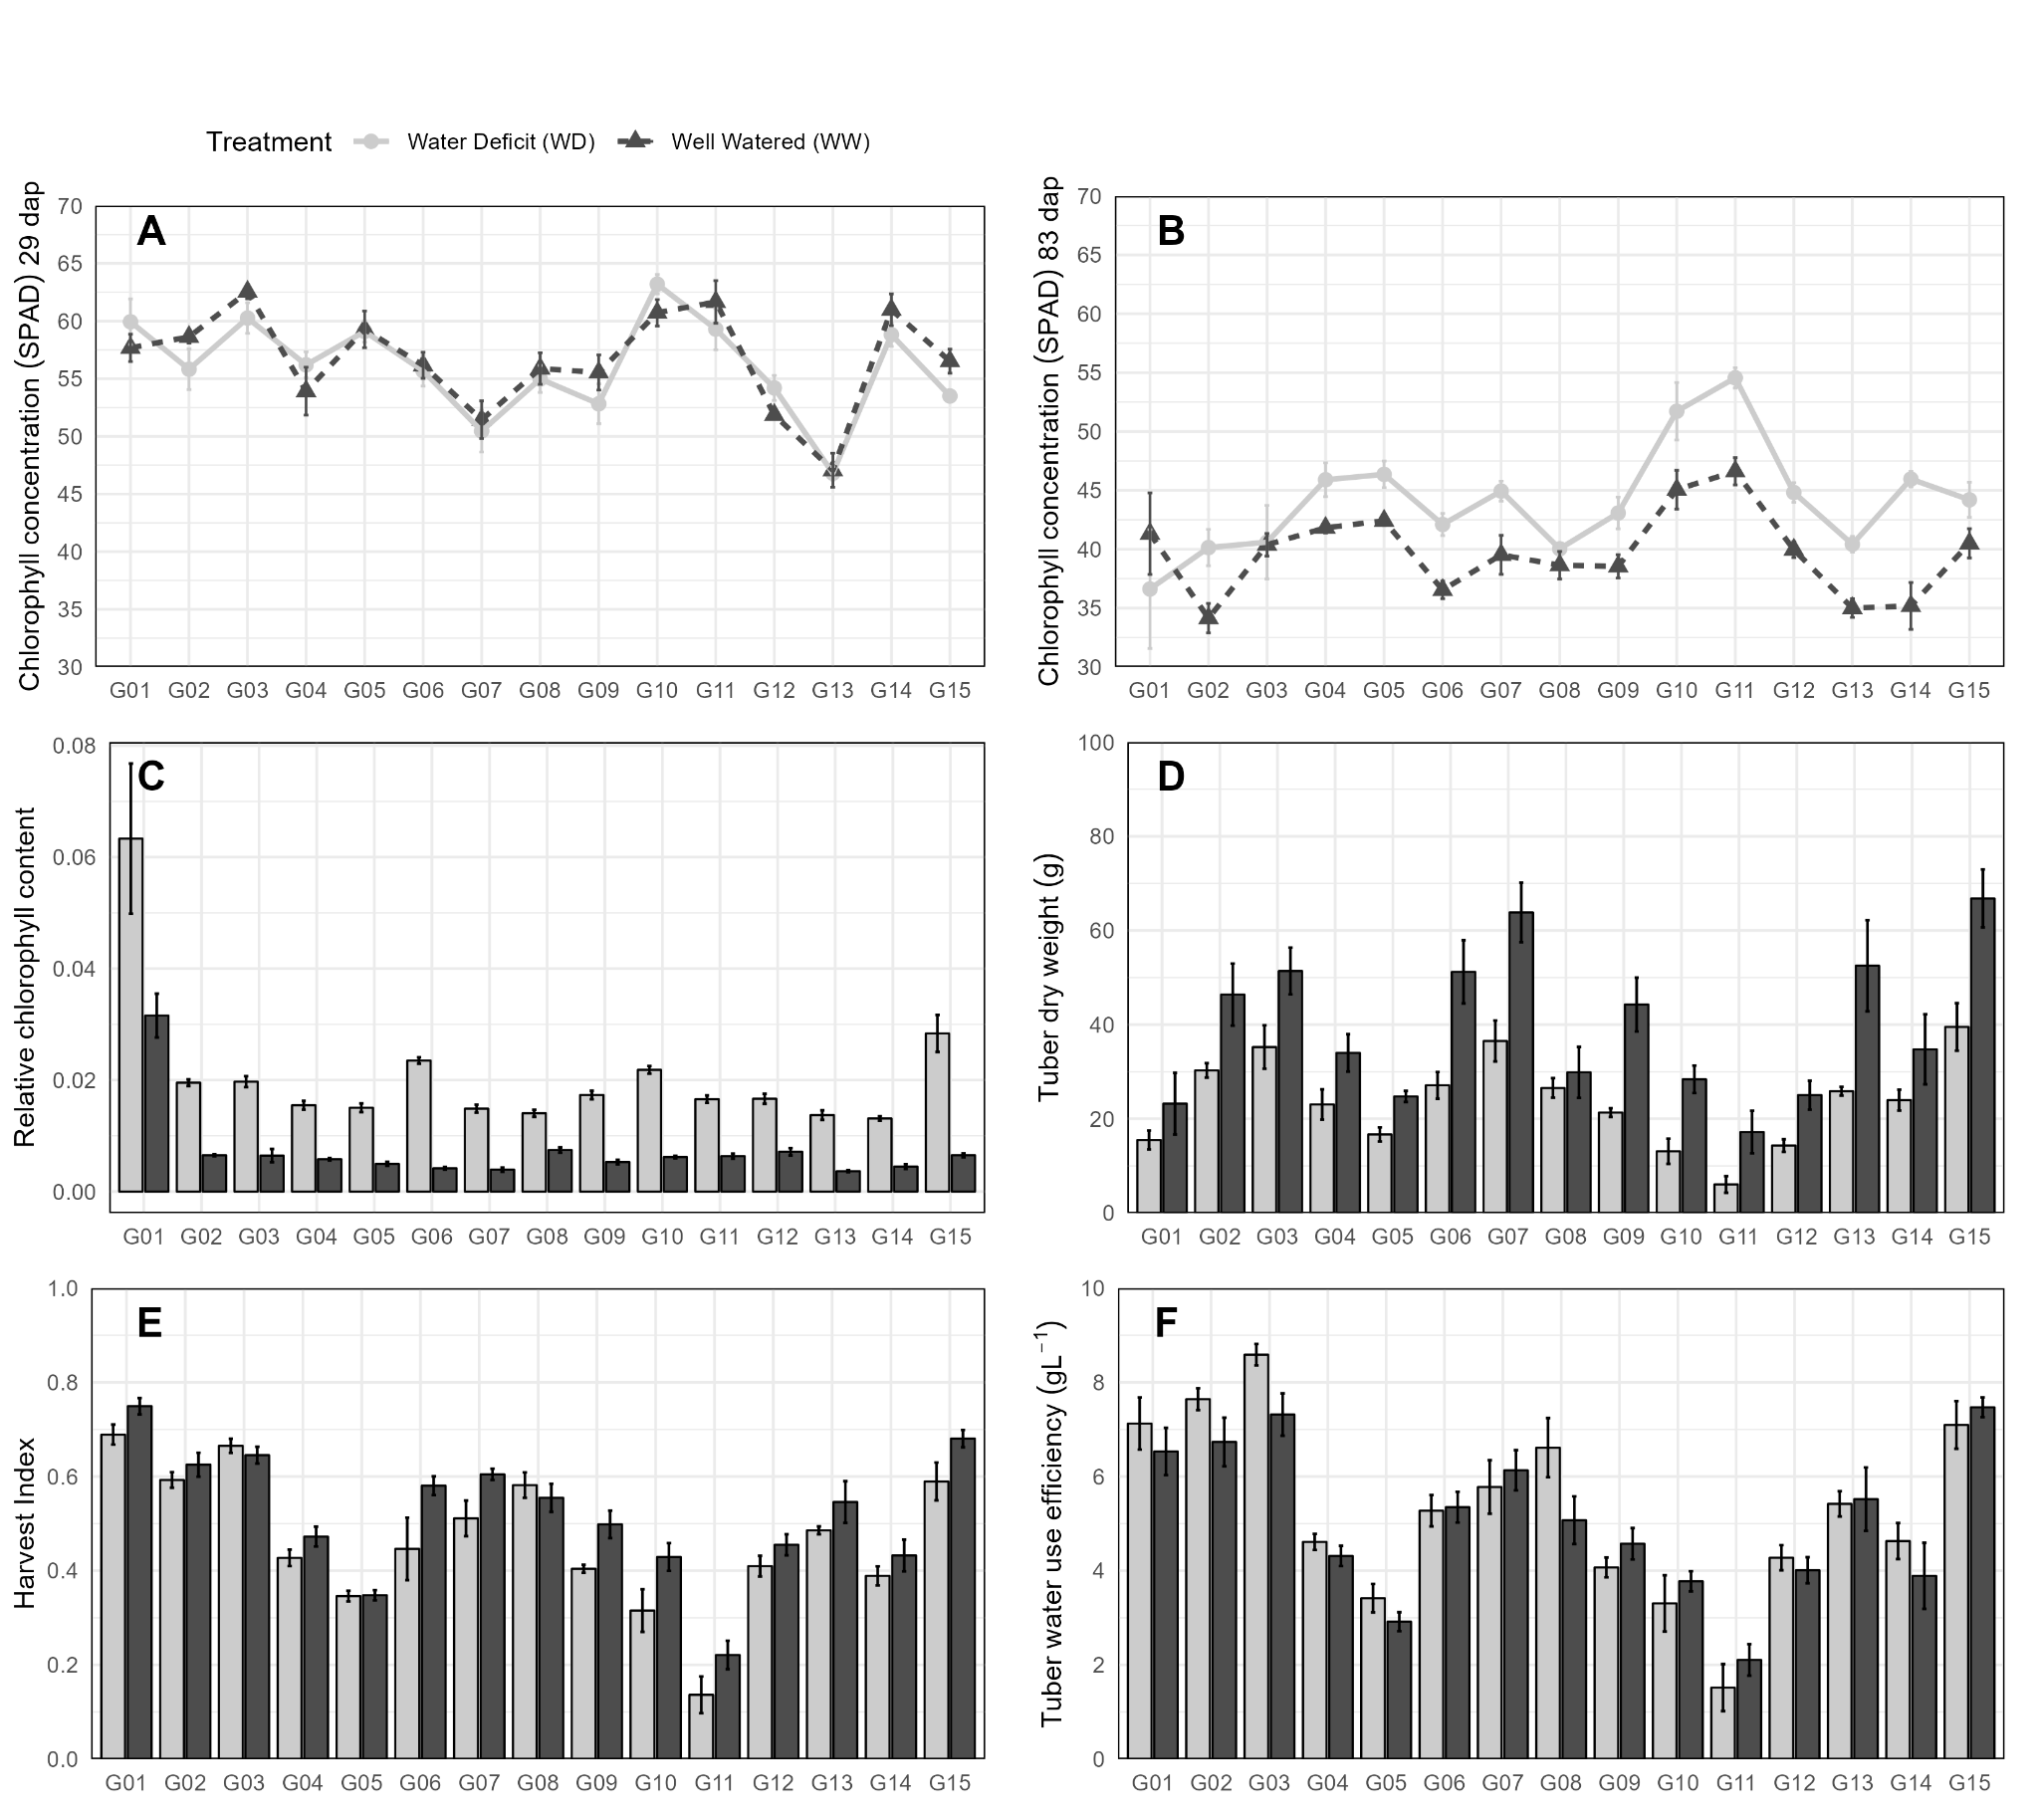 Treatment Water Deficit (WD) Well Watered (WW)
A
Chlorophyll concentration (SPAD) 29 dap
70
65
60
55
50
45
40
35
30
G01 G02 G03 G04 G05 G06 G07 G08 G09 G10 G11 G12 G13 G14 G15
B
Chlorophyll concentration (SPAD) 83 dap
70
65
60
55
50
45
40
35
30
G01 G02 G03 G04 G05 G06 G07 G08 G09 G10 G11 G12 G13 G14 G15
C
Relative chlorophyll content
0.08
0.06
0.04
0.02
0.00
G01 G02 G03 G04 G05 G06 G07 G08 G09 G10 G11 G12 G13 G14 G15
D
Tuber dry weight (g)
100
80
60
40
20
0
G01 G02 G03 G04 G05 G06 G07 G08 G09 G10 G11 G12 G13 G14 G15
E
Harvest Index
1.0
0.8
0.6
0.4
0.2
0.0
G01 G02 G03 G04 G05 G06 G07 G08 G09 G10 G11 G12 G13 G14 G15
F
Tuber water use efficiency (gL⁻¹)
10
8
6
4
2
0
G01 G02 G03 G04 G05 G06 G07 G08 G09 G10 G11 G12 G13 G14 G15